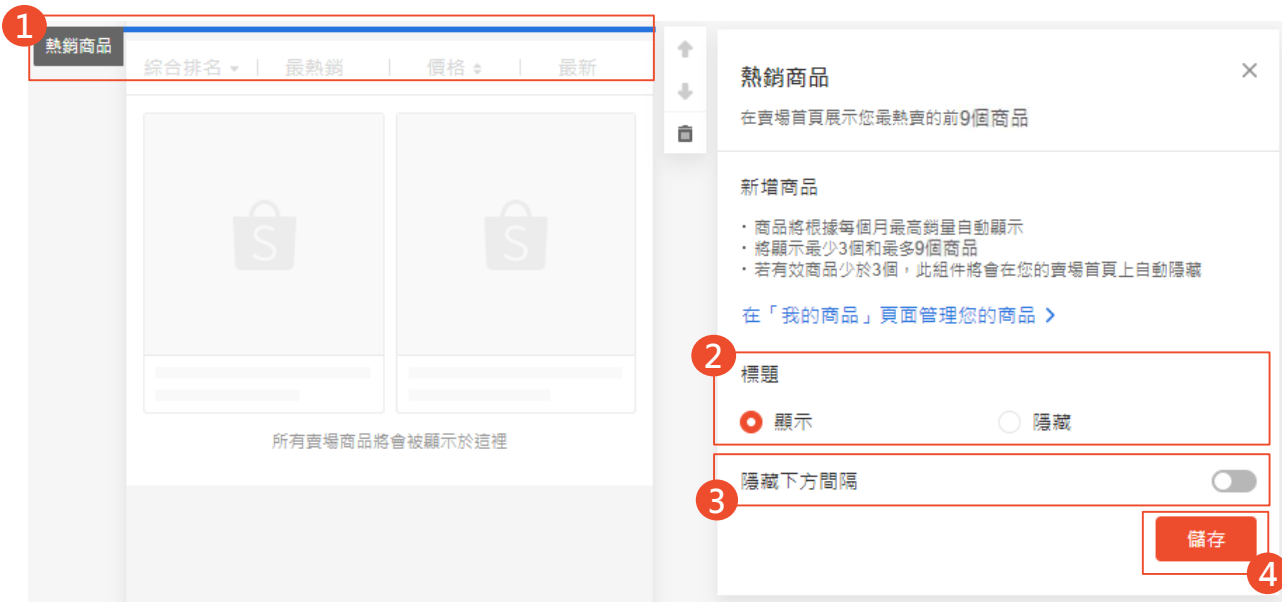 1
熱銷商品
綜合排名 | 最熱銷 | 價格 | 最新
所有賣場商品將會被顯示於這裡
熱銷商品
在賣場首頁展示您最熱賣的前9個商品
新增商品
・商品將根據每個月最高銷量自動顯示
・將顯示最少3個和最多9個商品
・若有效商品少於3個，此組件將會在您的賣場首頁上自動隱藏
在「我的商品」頁面管理您的商品 >
2
標題
顯示 隱藏
隱藏下方間隔
3
儲存
4